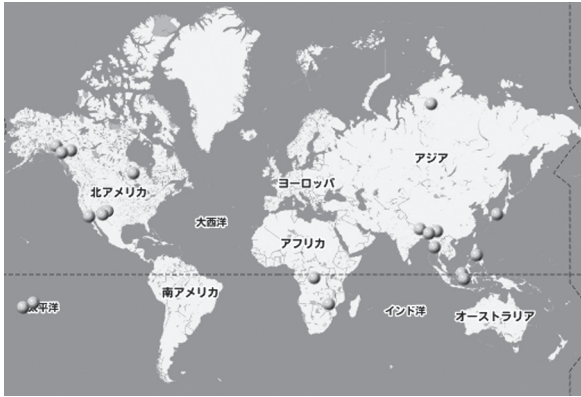 アジア
ヨーロッパ
北アメリカ
大西洋
アフリカ
南アメリカ
太平洋
インド洋
オーストラリア